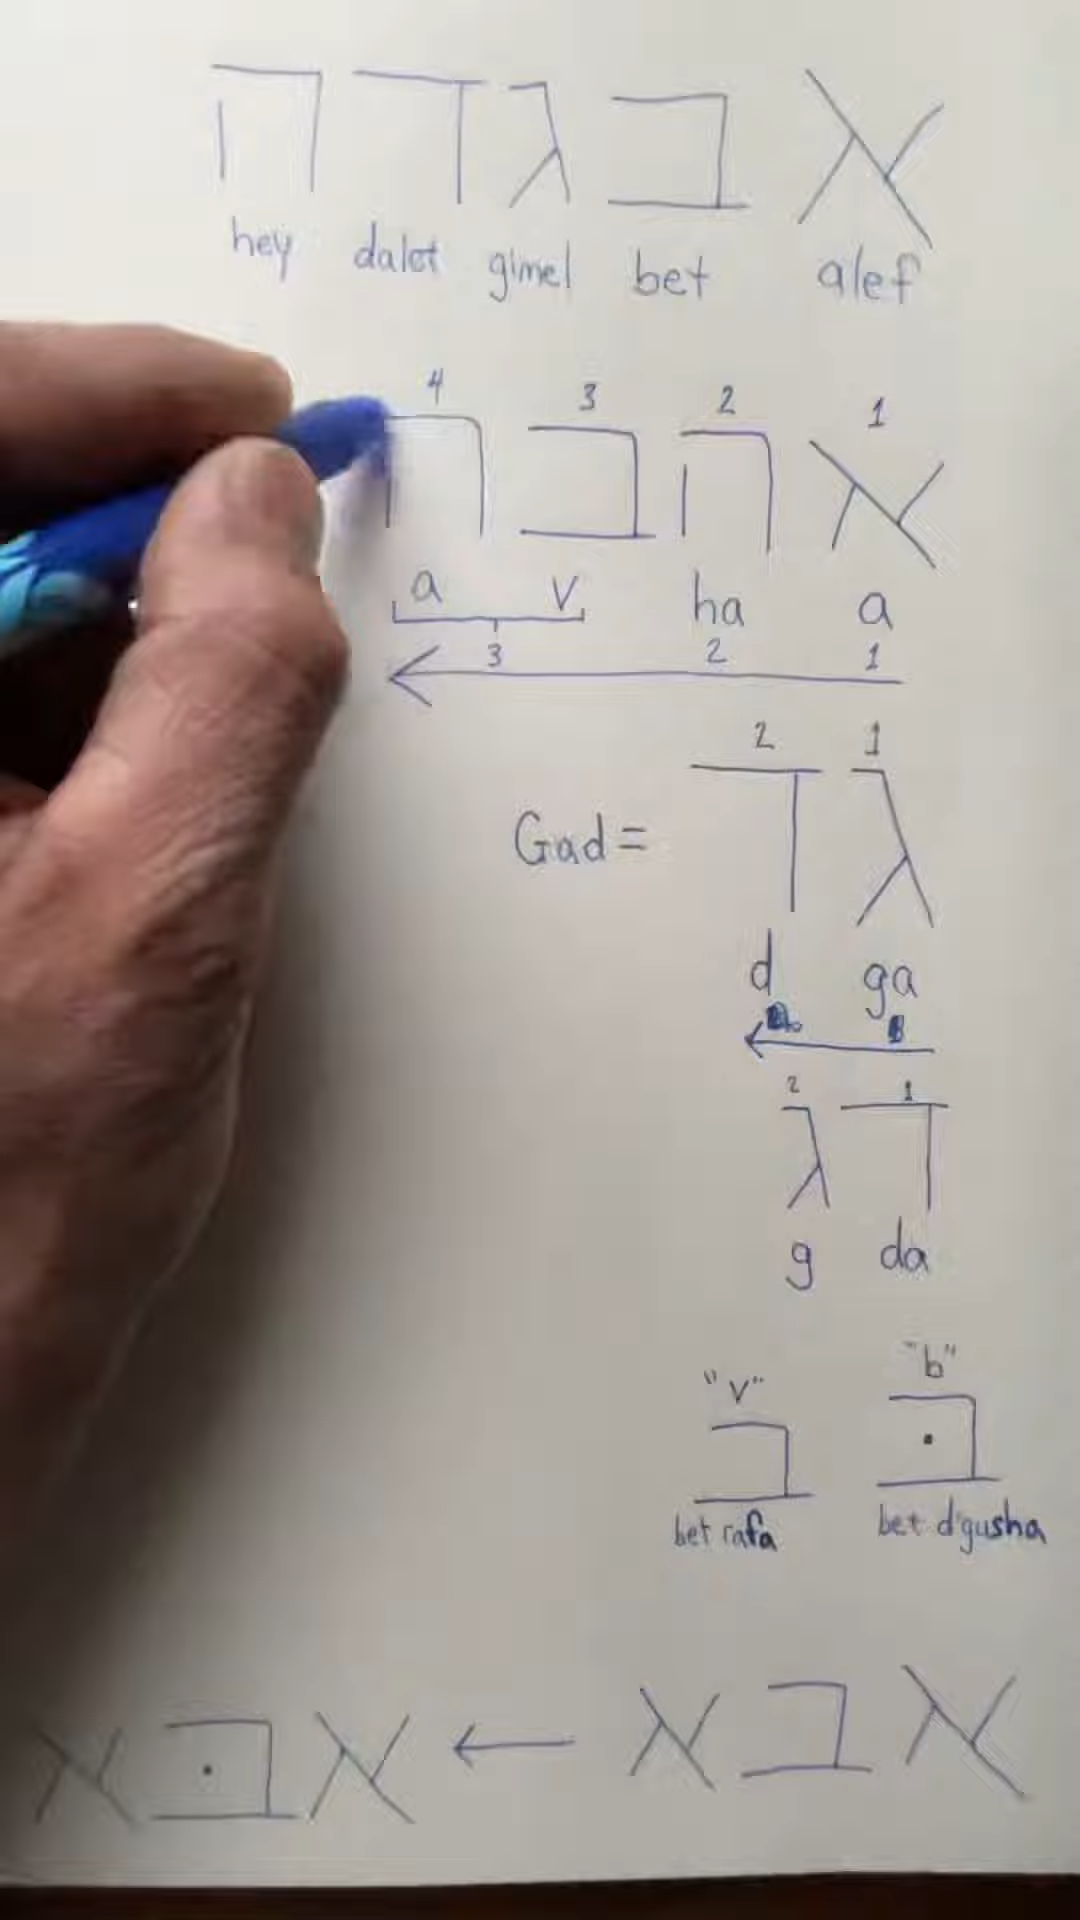 אבגדה
alef bet gimel dalet hey
1 2 3 4
אהבה
a ha v a
1 2 3
1 2
גד = Gad
ga d
1 2
דג
da g
"b" "v"
בּ ב
bet d'gusha bet rafa
אבא ← אבּא